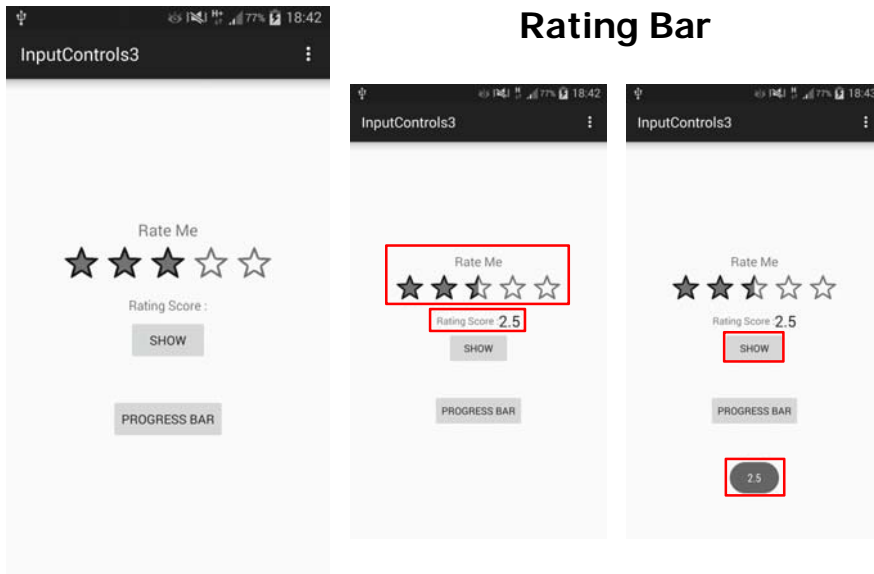 Rating Bar
77% 18:42
InputControls3
Rate Me
Rating Score :
SHOW
PROGRESS BAR
77% 18:42
InputControls3
Rate Me
Rating Score 2.5
SHOW
PROGRESS BAR
77% 18:43
InputControls3
Rate Me
Rating Score 2.5
SHOW
PROGRESS BAR
2.5